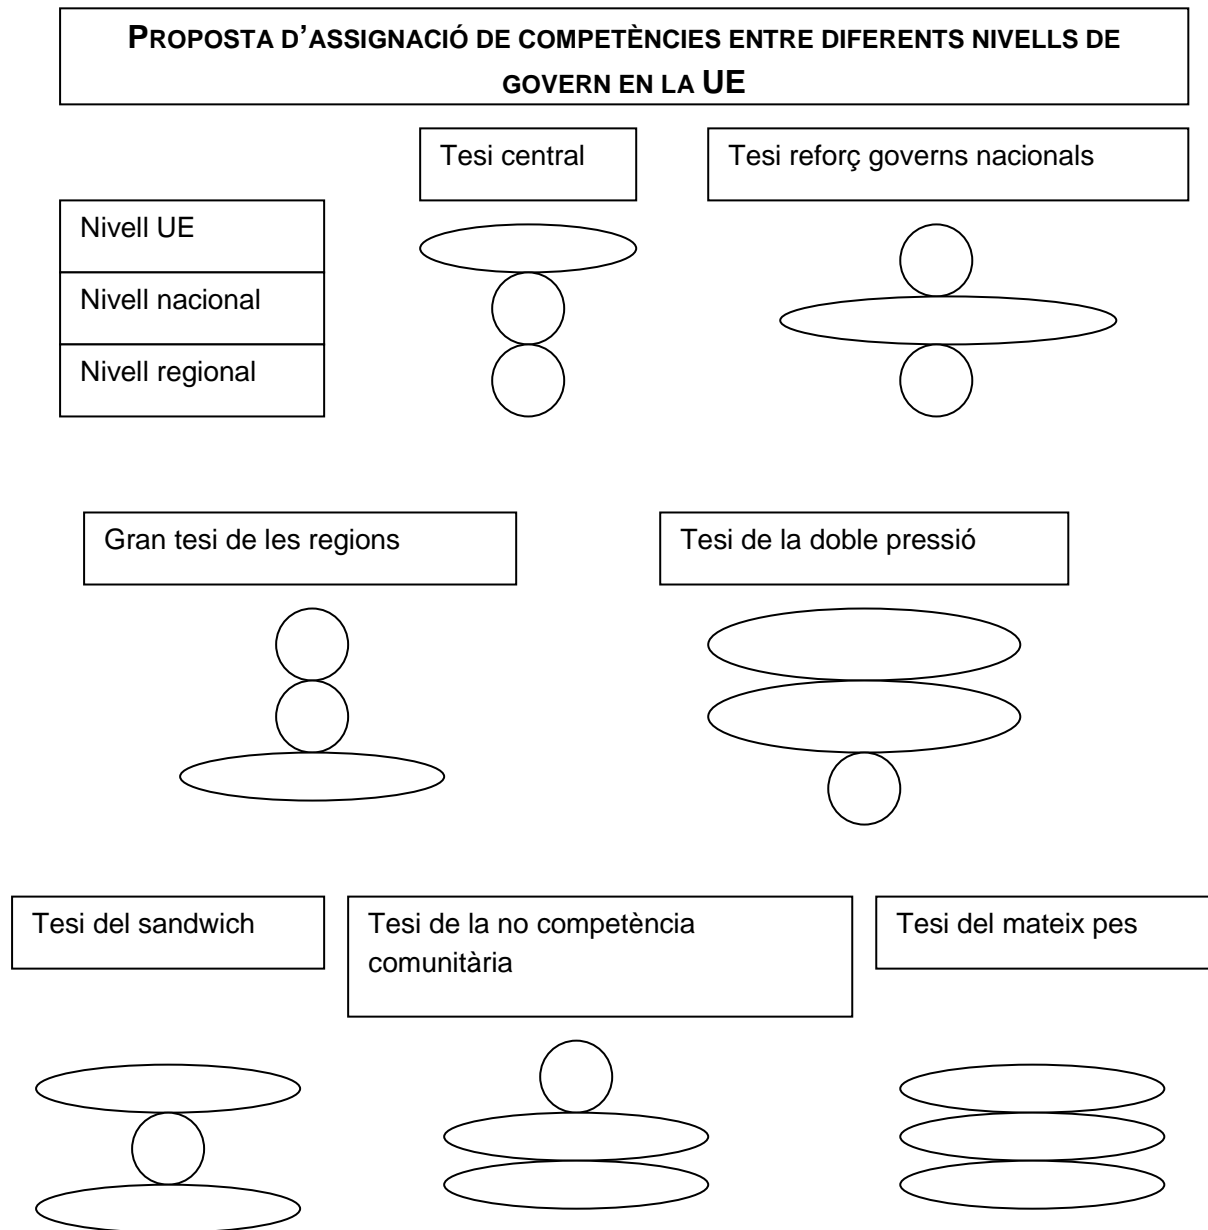 PROPOSTA D’ASSIGNACIÓ DE COMPETÈNCIES ENTRE DIFERENTS NIVELLS DE
GOVERN EN LA UE
Tesi central
Tesi reforç governs nacionals
Nivell UE
Nivell nacional
Nivell regional
Gran tesi de les regions
Tesi de la doble pressió
Tesi del sandwich
Tesi de la no competència
comunitària
Tesi del mateix pes